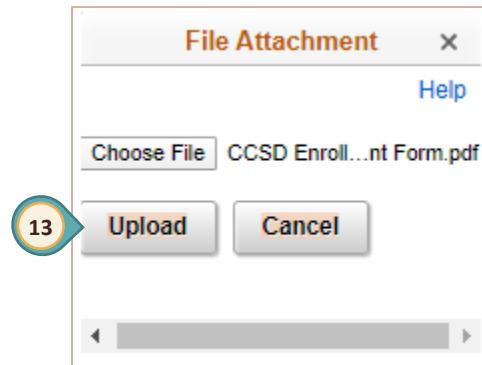 File Attachment ×
Help
Choose File CCSD Enroll...nt Form.pdf
13 Upload Cancel